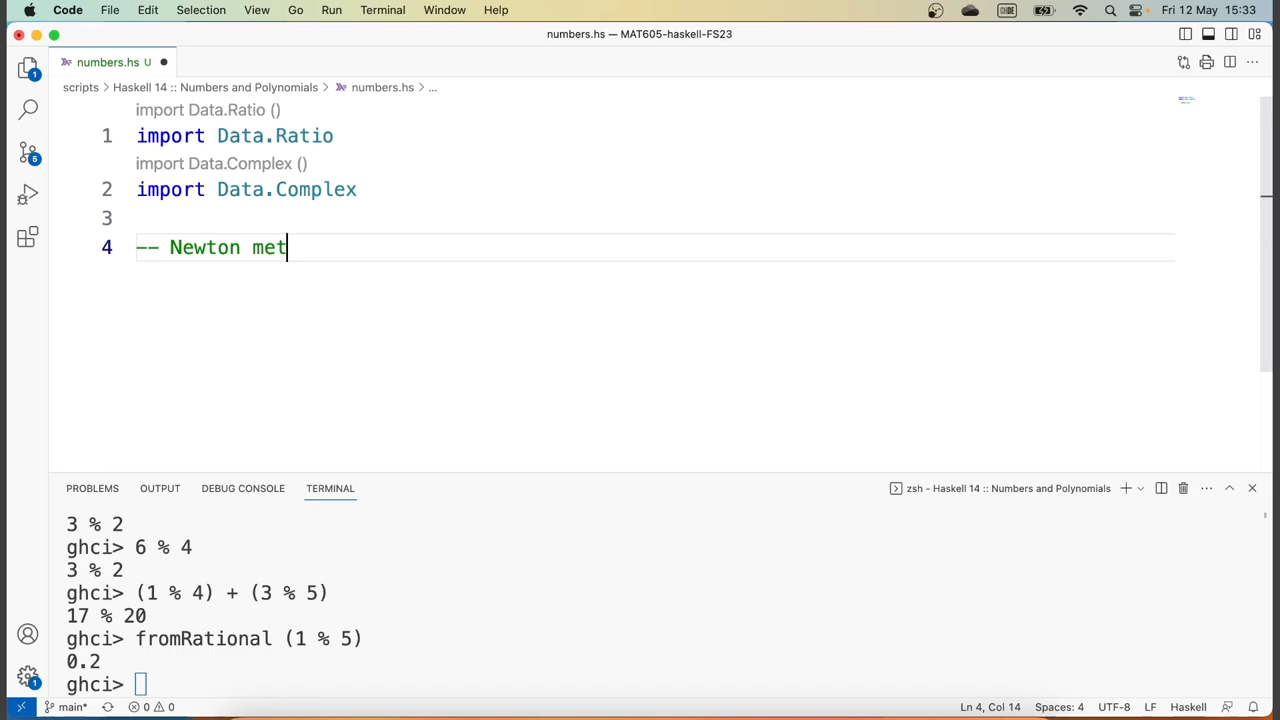 Code File Edit Selection View Go Run Terminal Window Help Fri 12 May 15:33
numbers.hs — MAT605-haskell-FS23
numbers.hs U
scripts > Haskell 14 :: Numbers and Polynomials > numbers.hs > ...
import Data.Ratio ()
1 import Data.Ratio
import Data.Complex ()
2 import Data.Complex
3
4 -- Newton met
PROBLEMS OUTPUT DEBUG CONSOLE TERMINAL zsh - Haskell 14 :: Numbers and Polynomials
3 % 2
ghci> 6 % 4
3 % 2
ghci> (1 % 4) + (3 % 5)
17 % 20
ghci> fromRational (1 % 5)
0.2
ghci>
main* 0 0 Ln 4, Col 14 Spaces: 4 UTF-8 LF Haskell
1
5
1